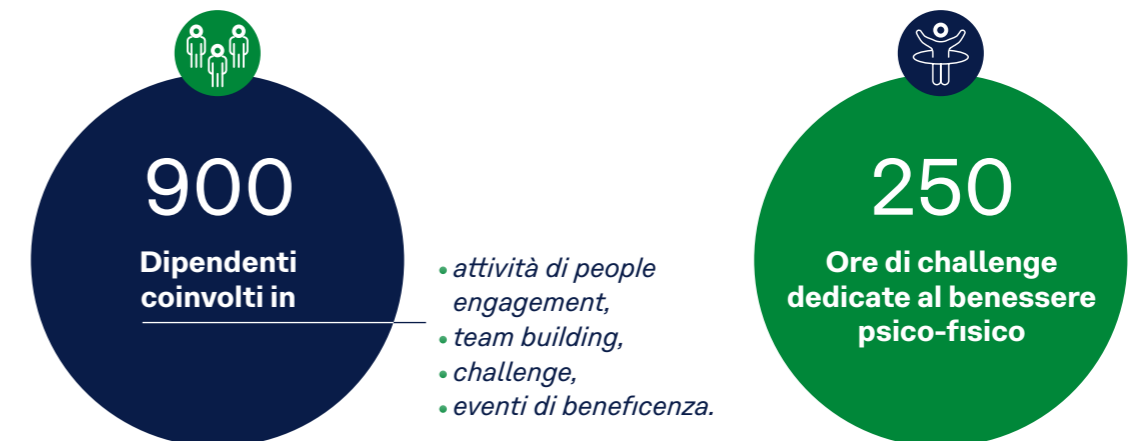 900
Dipendenti
coinvolti in
• attività di people
engagement,
• team building,
• challenge,
• eventi di beneficenza.
250
Ore di challenge
dedicate al benessere
psico-fisico